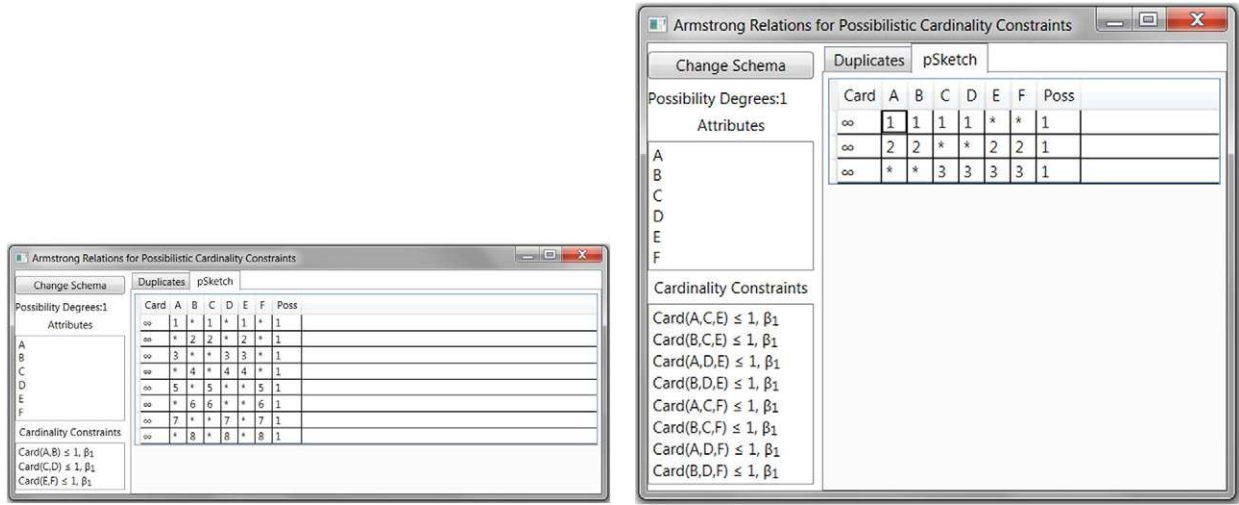 Armstrong Relations for Possibilistic Cardinality Constraints
Change Schema
Possibility Degrees:1
Attributes
A
B
C
D
E
F
Cardinality Constraints
Card(A,B) ≤ 1, β1
Card(C,D) ≤ 1, β1
Card(E,F) ≤ 1, β1
Duplicates pSketch
Card A B C D E F Poss
∞ 1 * 1 * 1 * 1
∞ * 2 2 * 2 * 1
∞ 3 * * 3 3 * 1
∞ * 4 * 4 4 * 1
∞ 5 * 5 * * 5 1
∞ * 6 6 * * 6 1
∞ 7 * * 7 * 7 1
∞ * 8 * 8 * 8 1
Armstrong Relations for Possibilistic Cardinality Constraints
Change Schema
Possibility Degrees:1
Attributes
A
B
C
D
E
F
Cardinality Constraints
Card(A,C,E) ≤ 1, β1
Card(B,C,E) ≤ 1, β1
Card(A,D,E) ≤ 1, β1
Card(B,D,E) ≤ 1, β1
Card(A,C,F) ≤ 1, β1
Card(B,C,F) ≤ 1, β1
Card(A,D,F) ≤ 1, β1
Card(B,D,F) ≤ 1, β1
Duplicates pSketch
Card A B C D E F Poss
∞ 1 1 1 1 * * 1
∞ 2 2 * * 2 2 1
∞ * * 3 3 3 3 1